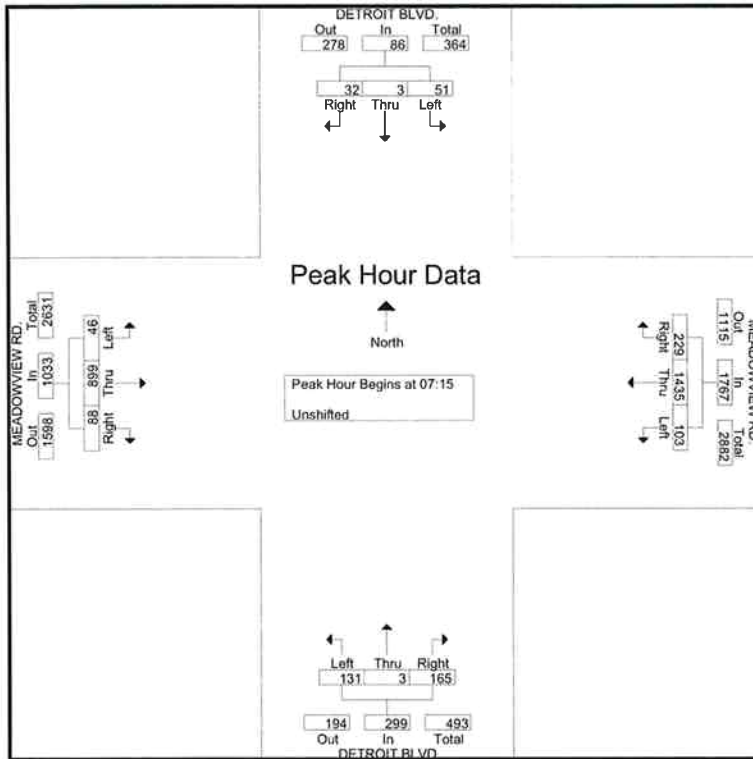 DETROIT BLVD.
Out In Total
278 86 364
32 3 51
Right Thru Left
Peak Hour Data
North
Peak Hour Begins at 07:15
Unshifted
MEADOWVIEW RD.
Out In Total
1598 1033 2631
88 899 46
Right Thru Left
MEADOWVIEW RD.
Out In Total
1115 1767 2882
229 1435 103
Right Thru Left
Left Thru Right
131 3 165
194 299 493
Out In Total
DETROIT BLVD